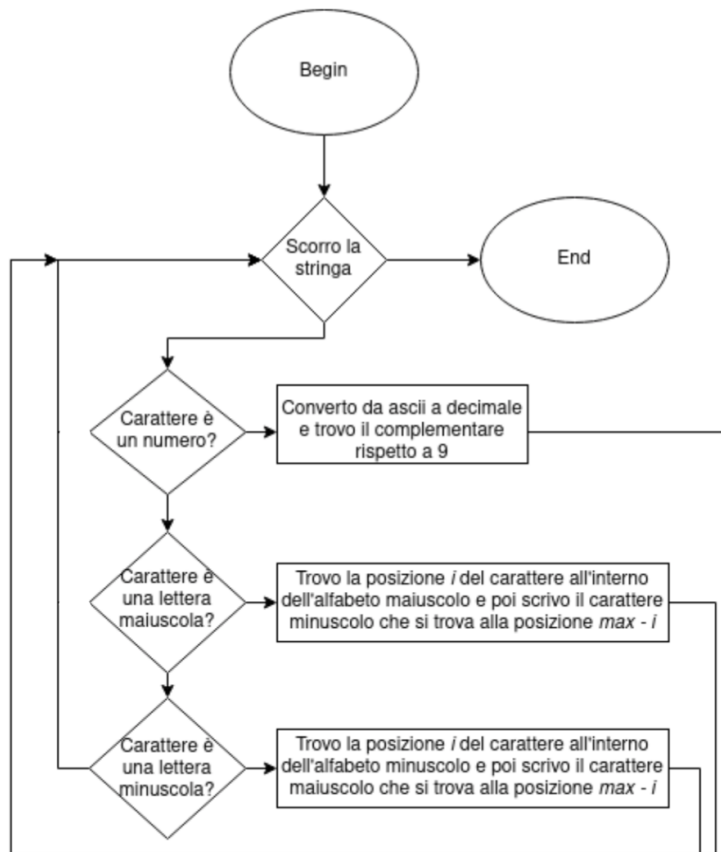 Begin
Scorro la
stringa
End
Carattere è
un numero?
Converto da ascii a decimale
e trovo il complementare
rispetto a 9
Carattere è
una lettera
maiuscola?
Trovo la posizione i del carattere all'interno
dell'alfabeto maiuscolo e poi scrivo il carattere
minuscolo che si trova alla posizione max - i
Carattere è
una lettera
minuscola?
Trovo la posizione i del carattere all'interno
dell'alfabeto minuscolo e poi scrivo il carattere
maiuscolo che si trova alla posizione max - i